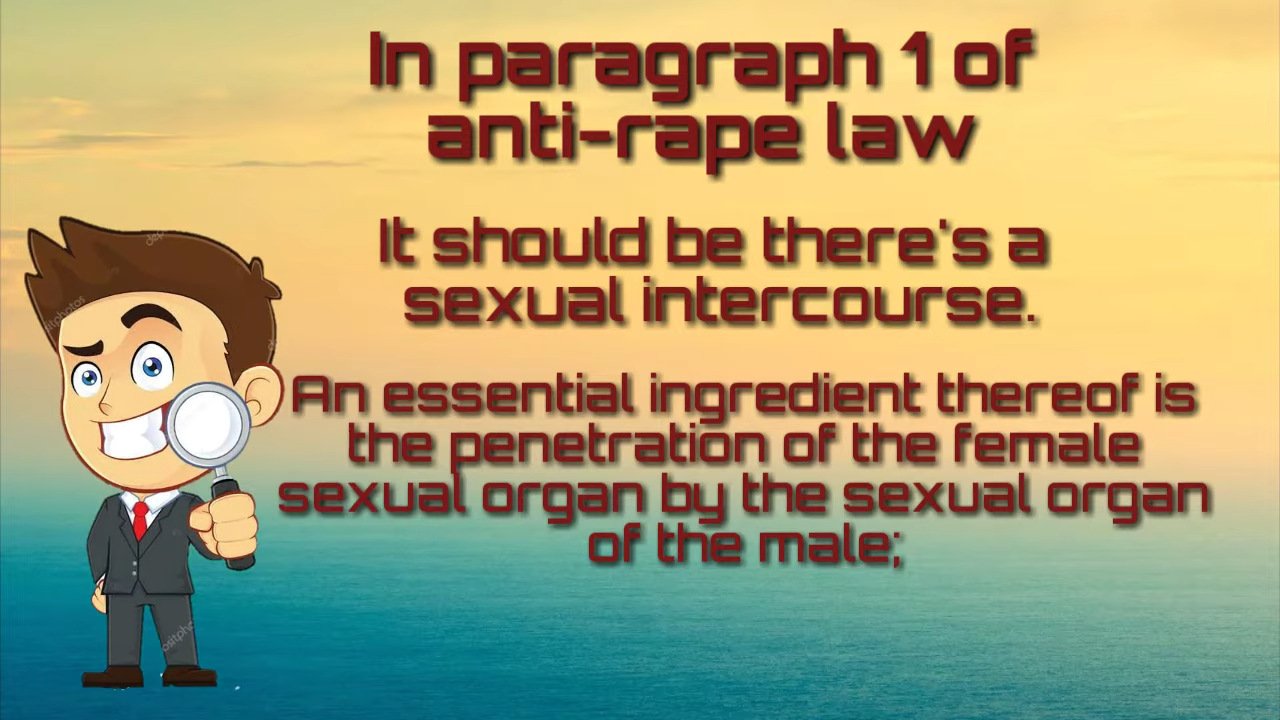 In paragraph 1 of
anti-rape law
It should be there's a
sexual intercourse.
An essential ingredient thereof is
the penetration of the female
sexual organ by the sexual organ
of the male;